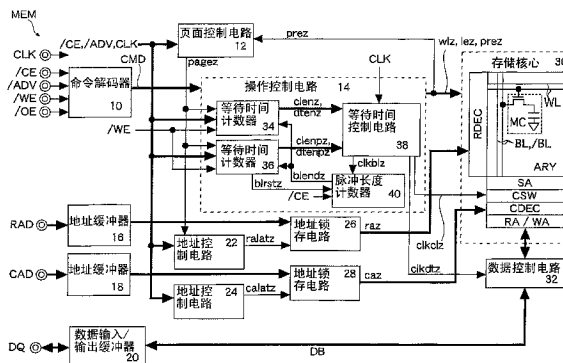 MEM
CLK
/CE
/ADV
/WE
/OE
命令解码器
10
CMD
/CE,/ADV,CLK
页面控制电路
12
prez
pagez
操作控制电路 14
CLK
等待时间
计数器
34
clenz,
dtenz
等待时间
控制电路
38
/WE
等待时间
计数器
36
clenpz,
dtenpz
clkblz
blendz
blrstz
/CE
脉冲长度
计数器
40
wlz, lez, prez
存储核心 30
RDEC
WL
MC
BL,/BL
ARY
SA
CSW
CDEC
RA / WA
clkclz
clkdtz
RAD
地址缓冲器
16
地址控
制电路
22
ralatz
地址锁
存电路
26
raz
CAD
地址缓冲器
18
地址控
制电路
24
calatz
地址锁
存电路
28
caz
数据控制电路
32
DQ
数据输入/
输出缓冲器
20
DB